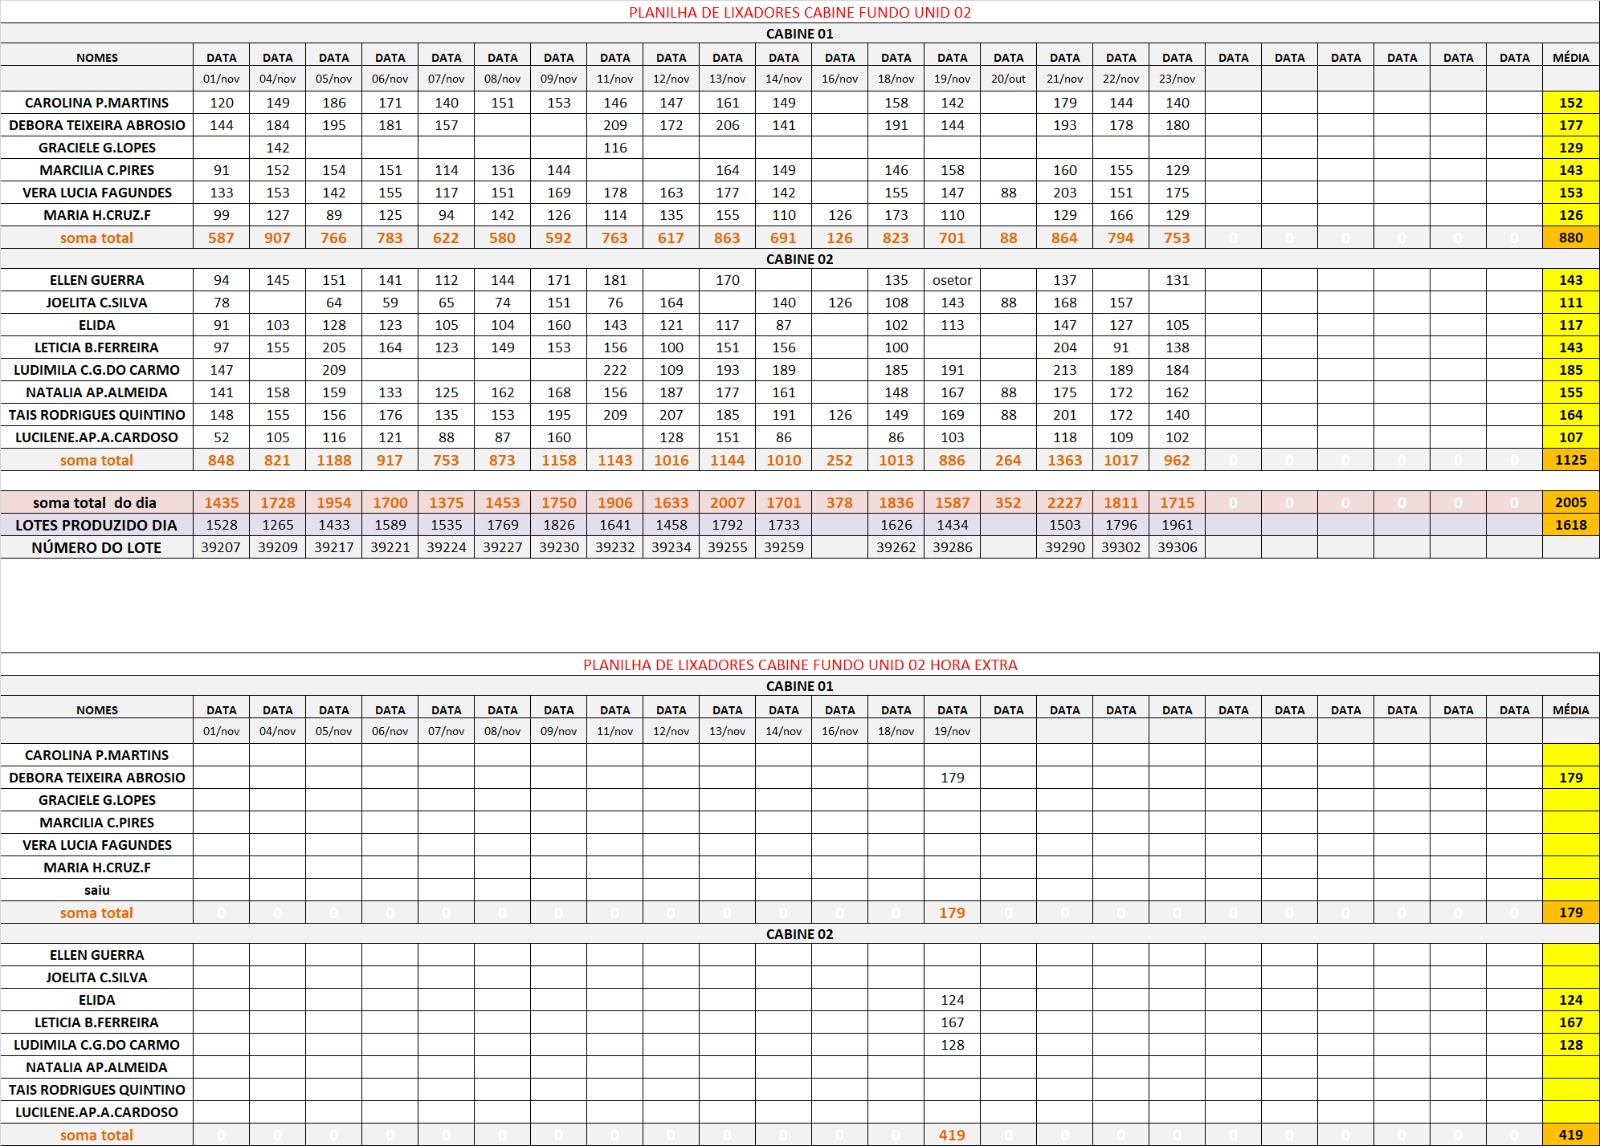 PLANILHA DE LIXADORES CABINE FUNDO UNID 02
CABINE 01
NOMES DATA DATA DATA DATA DATA DATA DATA DATA DATA DATA DATA DATA DATA DATA DATA DATA DATA DATA DATA DATA DATA DATA DATA DATA MÉDIA
01/nov 04/nov 05/nov 06/nov 07/nov 08/nov 09/nov 11/nov 12/nov 13/nov 14/nov 16/nov 18/nov 19/nov 20/out 21/nov 22/nov 23/nov
CAROLINA P.MARTINS 120 149 186 171 140 151 153 146 147 161 149 158 142 179 144 140 152
DEBORA TEIXEIRA ABROSIO 144 184 195 181 157 209 172 206 141 191 144 193 178 180 177
GRACIELE G.LOPES 142 116 129
MARCILIA C.PIRES 91 152 154 151 114 136 144 164 149 146 158 160 155 129 143
VERA LUCIA FAGUNDES 133 153 142 155 117 151 169 178 163 177 142 155 147 88 203 151 175 153
MARIA H.CRUZ.F 99 127 89 125 94 142 126 114 135 155 110 126 173 110 129 166 129 126
soma total 587 907 766 783 622 580 592 763 617 863 691 126 823 701 88 864 794 753 0 0 0 0 0 0 880
CABINE 02
ELLEN GUERRA 94 145 151 141 112 144 171 181 170 135 osetor 137 131 143
JOELITA C.SILVA 78 64 59 65 74 151 76 164 140 126 108 143 88 168 157 111
ELIDA 91 103 128 123 105 104 160 143 121 117 87 102 113 147 127 105 117
LETICIA B.FERREIRA 97 155 205 164 123 149 153 156 100 151 156 100 204 91 138 143
LUDIMILA C.G.DO CARMO 147 209 222 109 193 189 185 191 213 189 184 185
NATALIA AP.ALMEIDA 141 158 159 133 125 162 168 156 187 177 161 148 167 88 175 172 162 155
TAIS RODRIGUES QUINTINO 148 155 156 176 135 153 195 209 207 185 191 126 149 169 88 201 172 140 164
LUCILENE.AP.A.CARDOSO 52 105 116 121 88 87 160 128 151 86 86 103 118 109 102 107
soma total 848 821 1188 917 753 873 1158 1143 1016 1144 1010 252 1013 886 264 1363 1017 962 0 0 0 0 0 0 1125
soma total do dia 1435 1728 1954 1700 1375 1453 1750 1906 1633 2007 1701 378 1836 1587 352 2227 1811 1715 0 0 0 0 0 0 2005
LOTES PRODUZIDO DIA 1528 1265 1433 1589 1535 1769 1826 1641 1458 1792 1733 1626 1434 1503 1796 1961 1618
NÚMERO DO LOTE 39207 39209 39217 39221 39224 39227 39230 39232 39234 39255 39259 39262 39286 39290 39302 39306
PLANILHA DE LIXADORES CABINE FUNDO UNID 02 HORA EXTRA
CABINE 01
NOMES DATA DATA DATA DATA DATA DATA DATA DATA DATA DATA DATA DATA DATA DATA DATA DATA DATA DATA DATA DATA DATA DATA DATA DATA MÉDIA
01/nov 04/nov 05/nov 06/nov 07/nov 08/nov 09/nov 11/nov 12/nov 13/nov 14/nov 16/nov 18/nov 19/nov
CAROLINA P.MARTINS
DEBORA TEIXEIRA ABROSIO 179 179
GRACIELE G.LOPES
MARCILIA C.PIRES
VERA LUCIA FAGUNDES
MARIA H.CRUZ.F
saiu
soma total 0 0 0 0 0 0 0 0 0 0 0 0 0 179 0 0 0 0 0 0 0 0 0 0 179
CABINE 02
ELLEN GUERRA
JOELITA C.SILVA
ELIDA 124 124
LETICIA B.FERREIRA 167 167
LUDIMILA C.G.DO CARMO 128 128
NATALIA AP.ALMEIDA
TAIS RODRIGUES QUINTINO
LUCILENE.AP.A.CARDOSO
soma total 0 0 0 0 0 0 0 0 0 0 0 0 0 419 0 0 0 0 0 0 0 0 0 0 419